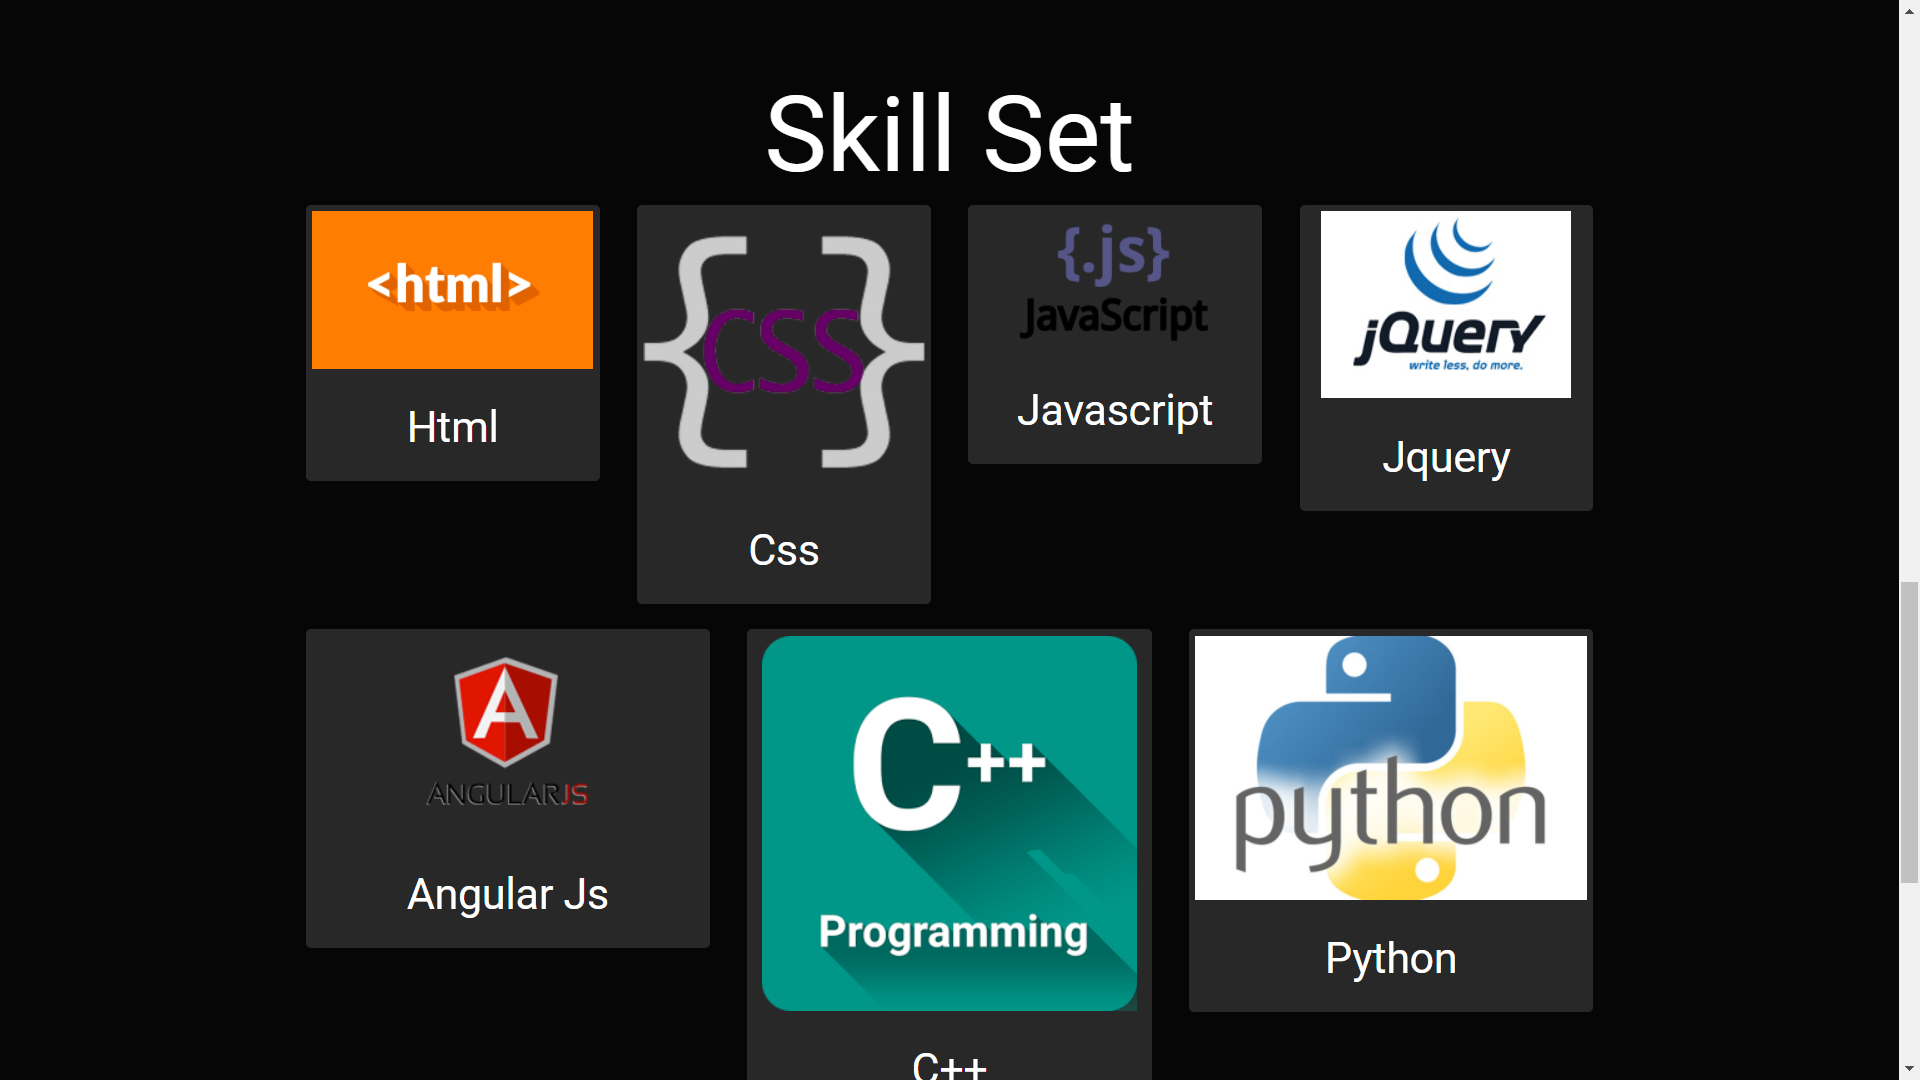 Skill Set
<html>
Html
CSS
Css
{.js}
JavaScript
Javascript
jQuery
write less, do more.
Jquery
ANGULARJS
Angular Js
C++
Programming
C++
python
Python